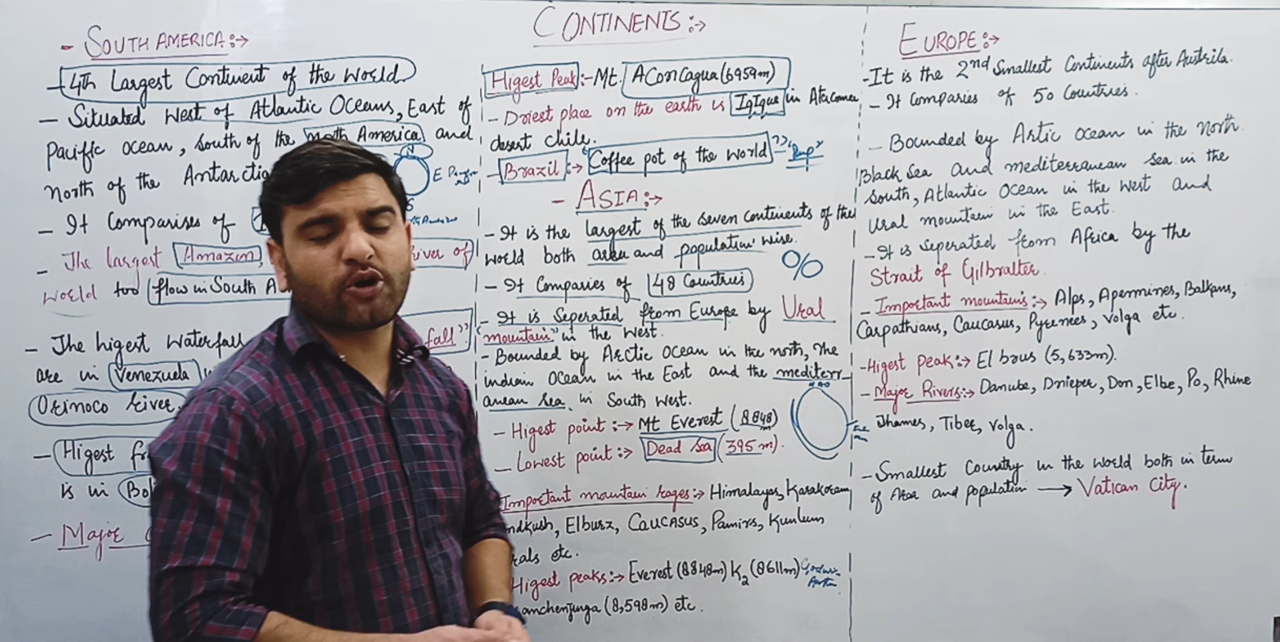 CONTINENTS:→
- SOUTH AMERICA:→
- 4th Largest Continent of the World
- Situated West of Atlantic Oceans, East of
Pacific ocean, south of the north America and
North of the Antarctic
- It Comparises of
- The largest Amazon, River of
World too flow in South A
- The higest Waterfall fall"
are in Venezuela
Orinoco River.
- Higest
is in Bol
- Major
N
E
S
Higest Peak:- Mt. AConcagua (6959m)
- Driest place on the earth is Iqique in Atacama
desert chile.
- Brazil:→ Coffee pot of the World"
- ASIA:→
- It is the largest of the seven continents of the
world both area and population wise.
%
- It Comparies of 48 Countries
- It is Seperated from Europe by Ural
mountain" in the West.
- Bounded by Arctic Ocean in the north, The
indian Ocean in the East and the mediterr-
anean sea, in South West.
- Higest point:→ Mt Everest (8848)
- Lowest point:→ Dead sea (395 m).
Important mountain rages:→ Himalayas, Karakoram
ndkush, Elburz, CAUCASUS, Pamirs, Kunlum
rals etc.
Higest peaks:→ Everest (8848m) K2 (8611m)
anchenjunga (8,598m) etc.
EUROPE:→
- It is the 2nd Smallest Continents after Austrila.
- It Comparies of 50 Countries.
- Bounded by Artic Ocean in the North.
Black Sea And mediterranean sea in the
South, Atlantic Ocean in the West and
Ural mountain in the East.
- It is Seperated from Africa by the
Strait of Gilbralter.
- Important mountains:→ Alps, Apennines, Balkans,
Carpathians, Caucasus, Pyrenees, Volga etc.
- Higest Peak:→ El brus (5,633m).
- Major Rivers:→ Danube, Dnieper, Don, Elbe, Po, Rhine
Thames, Tiber, Volga.
- Smallest Country in the World both in term
of Area and population → Vatican City.